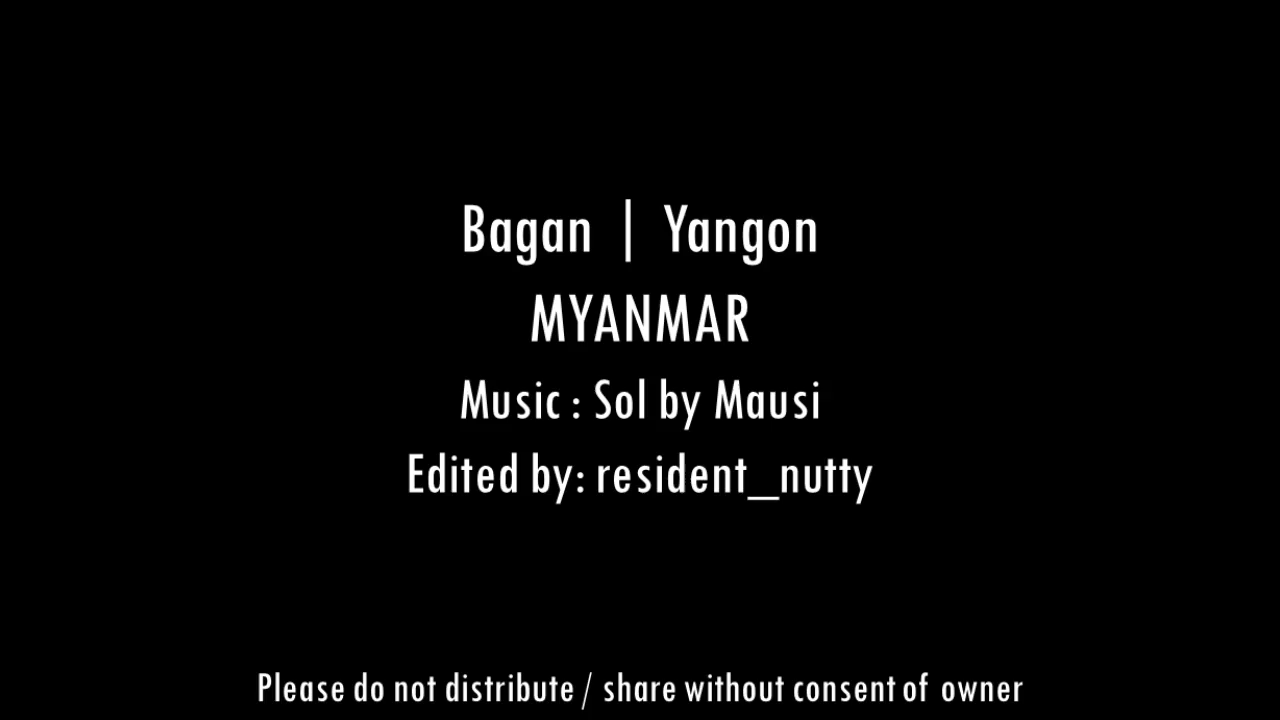 Bagan | Yangon
MYANMAR
Music : Sol by Mausi
Edited by: resident_nutty
Please do not distribute / share without consent of owner